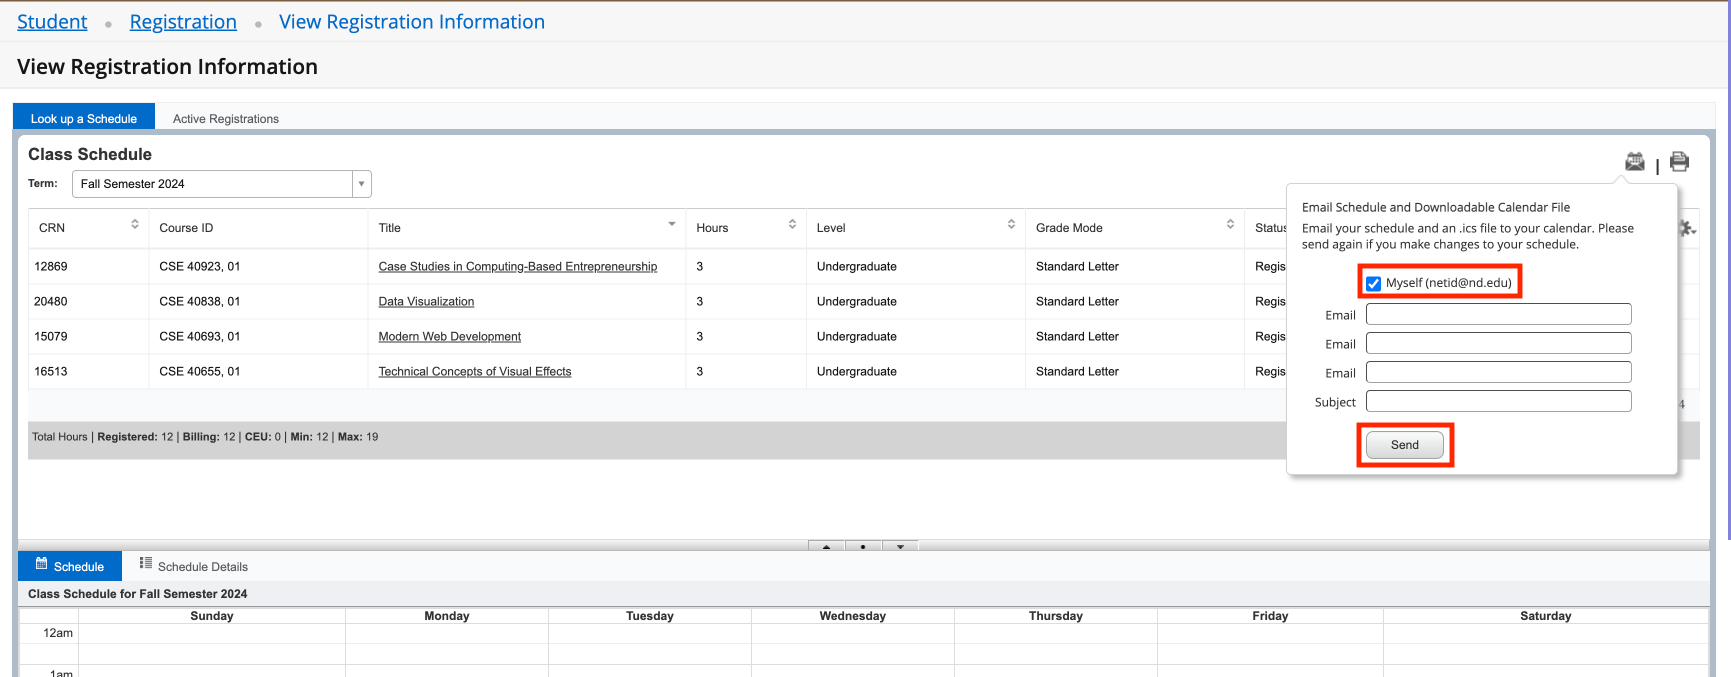 Student • Registration • View Registration Information
View Registration Information
Look up a Schedule Active Registrations
Class Schedule
Term: Fall Semester 2024
CRN Course ID Title Hours Level Grade Mode Status
12869 CSE 40923, 01 Case Studies in Computing-Based Entrepreneurship 3 Undergraduate Standard Letter Regis
20480 CSE 40838, 01 Data Visualization 3 Undergraduate Standard Letter Regis
15079 CSE 40693, 01 Modern Web Development 3 Undergraduate Standard Letter Regis
16513 CSE 40655, 01 Technical Concepts of Visual Effects 3 Undergraduate Standard Letter Regis
4
Total Hours | Registered: 12 | Billing: 12 | CEU: 0 | Min: 12 | Max: 19
Email Schedule and Downloadable Calendar File
Email your schedule and an .ics file to your calendar. Please
send again if you make changes to your schedule.
Myself (netid@nd.edu)
Email
Email
Email
Subject
Send
Schedule Schedule Details
Class Schedule for Fall Semester 2024
Sunday Monday Tuesday Wednesday Thursday Friday Saturday
12am
1am